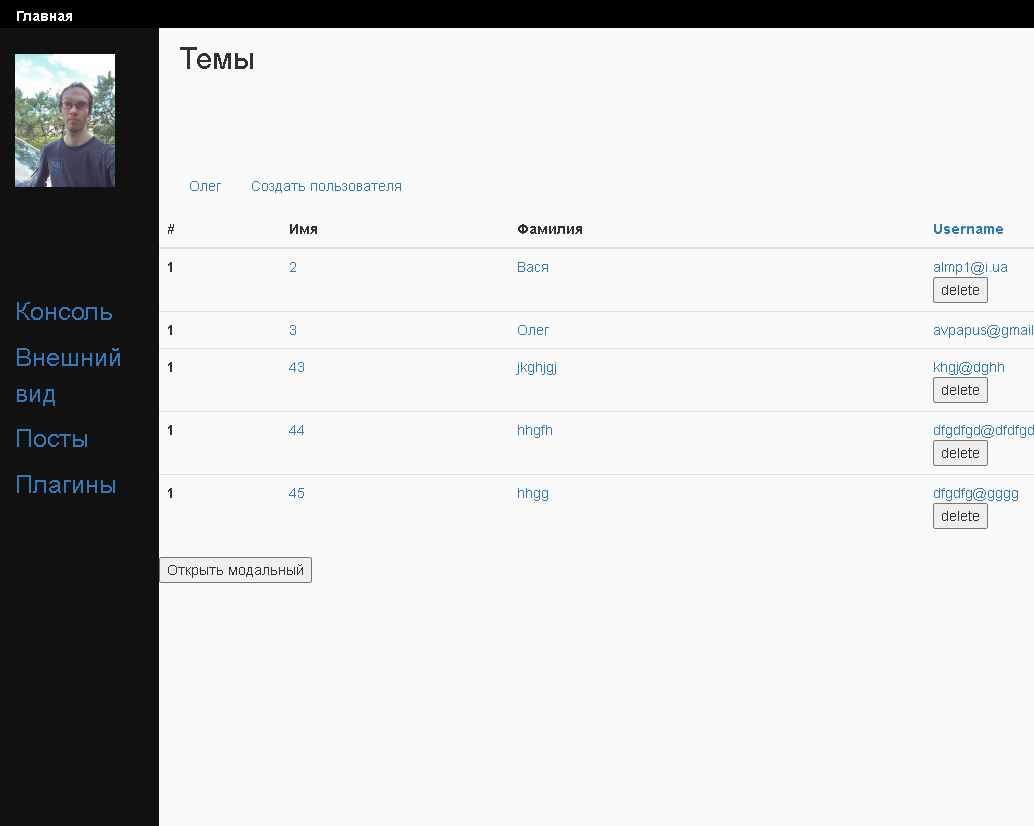 Главная
Темы
Олег Создать пользователя
# Имя Фамилия Username
1 2 Вася almp1@i.ua
delete
1 3 Олег avpapus@gmail
1 43 jkghjgj khgj@dghh
delete
1 44 hhgfh dfgdfgd@dfdfgd
delete
1 45 hhgg dfgdfg@gggg
delete
Открыть модальный
Консоль
Внешний
вид
Посты
Плагины